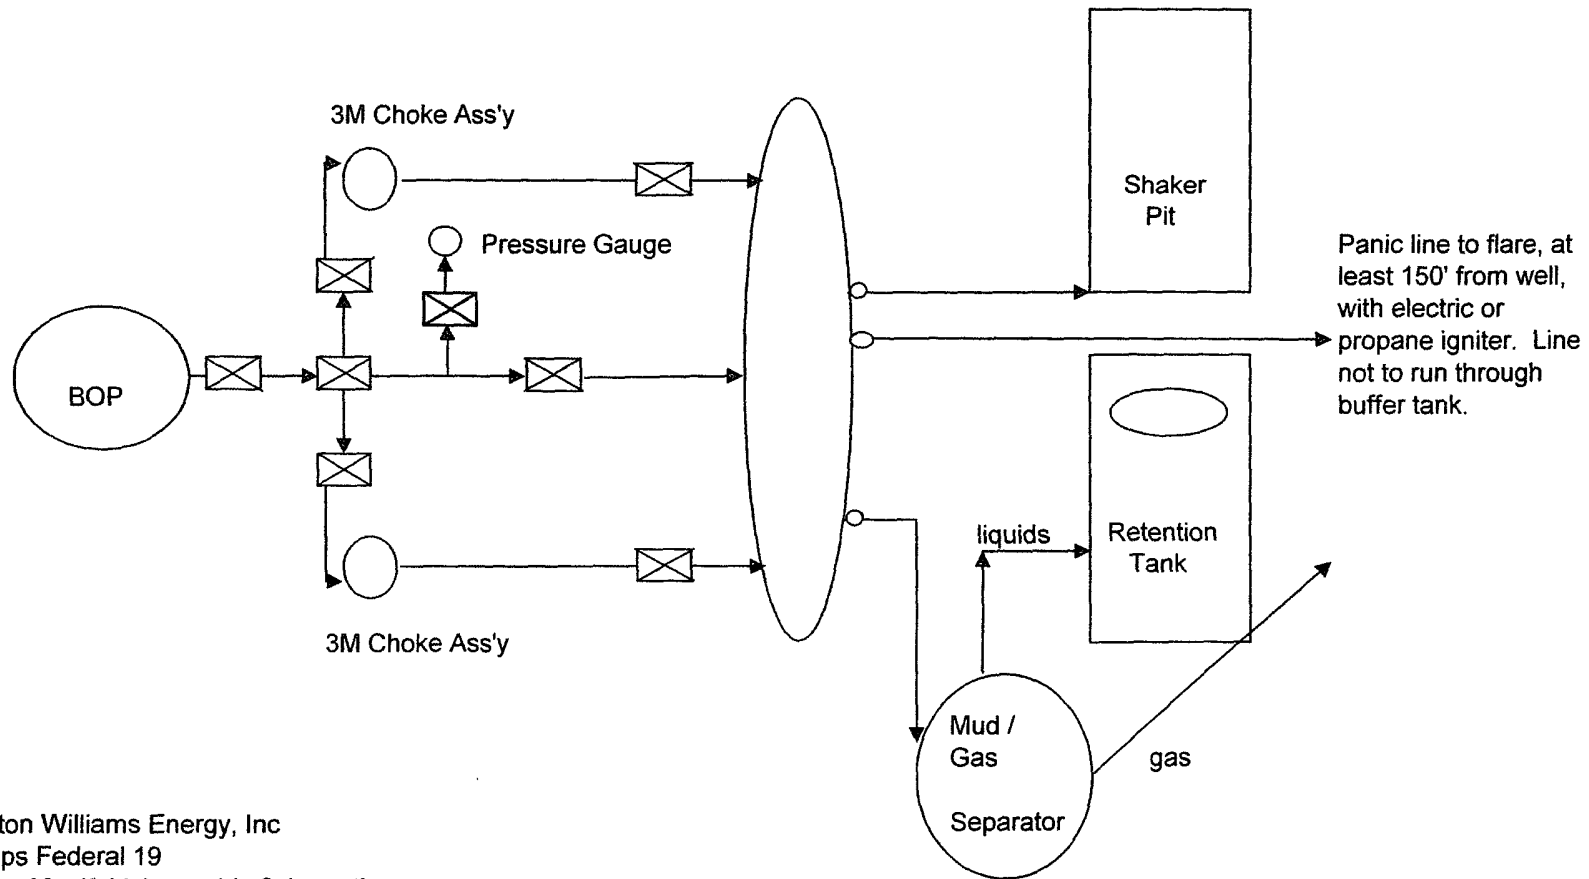 3M Choke Ass'y
Shaker
Pit
Pressure Gauge
Panic line to flare, at
least 150' from well,
with electric or
propane igniter. Line
not to run through
buffer tank.
BOP
liquids
Retention
Tank
3M Choke Ass'y
Mud /
Gas
Separator
gas
ton Williams Energy, Inc
ps Federal 19